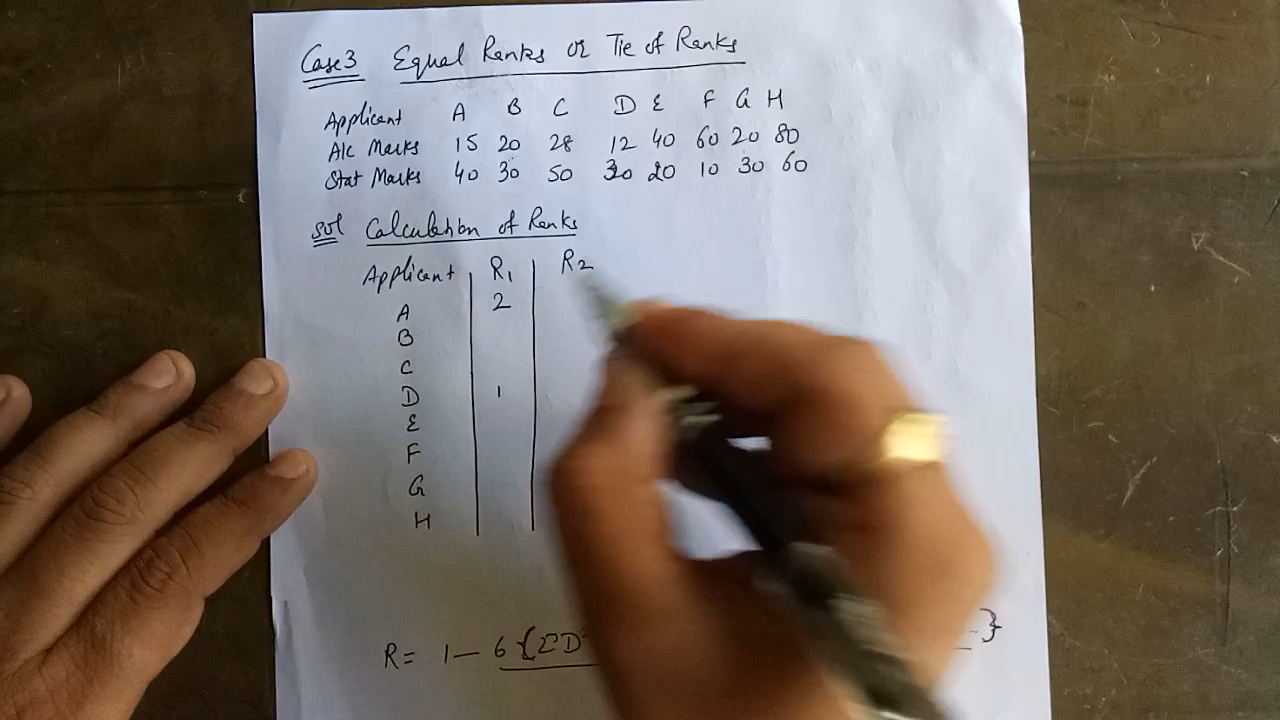 Case 3 Equal Ranks or Tie of Ranks
Applicant A B C D E F G H
A/c Marks 15 20 28 12 40 60 20 80
Stat Marks 40 30 50 30 20 10 30 60
Sol Calculation of Ranks
Applicant R1 R2
A 2
B
C
D 1
E
F
G
H
R = 1 — 6 {ΣD² }